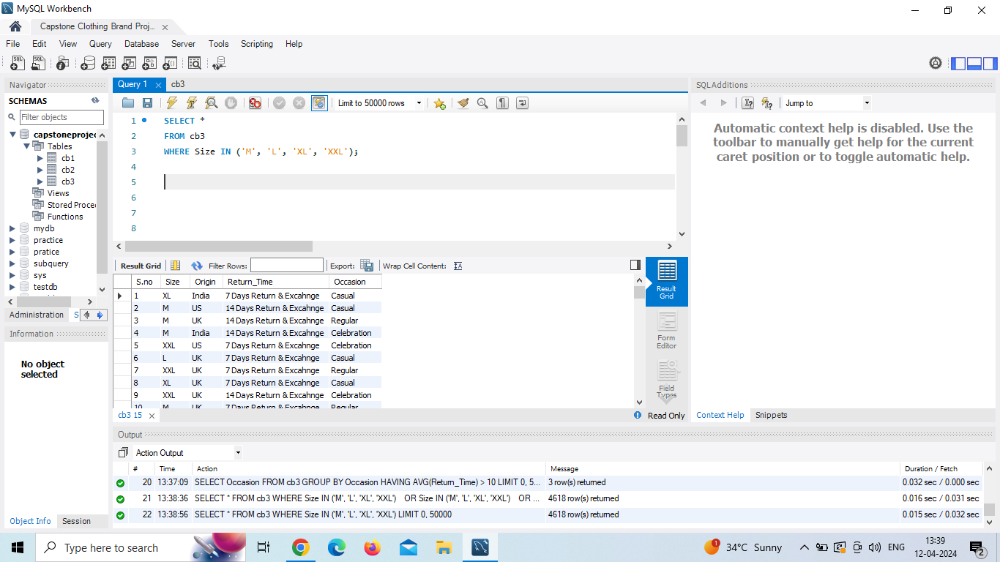 MySQL Workbench
Capstone Clothing Brand Proj...
File Edit View Query Database Server Tools Scripting Help
Navigator
SCHEMAS
Filter objects
capstoneproject
Tables
cb1
cb2
cb3
Views
Stored Proce
Functions
mydb
practice
pratice
subquery
sys
testdb
Administration S
Information
No object
selected
Object Info Session
Query 1 cb3
Limit to 50000 rows
1 SELECT *
2 FROM cb3
3 WHERE Size IN ('M', 'L', 'XL', 'XXL');
4
5
6
7
8
Result Grid Filter Rows: Export: Wrap Cell Content:
S.no Size Origin Return_Time Occasion
1 XL India 7 Days Return & Excahnge Casual
2 M US 14 Days Return & Excahnge Casual
3 M UK 14 Days Return & Excahnge Regular
4 M India 14 Days Return & Excahnge Celebration
5 XXL US 7 Days Return & Excahnge Celebration
6 L UK 7 Days Return & Excahnge Casual
7 XXL UK 7 Days Return & Excahnge Regular
8 XL UK 7 Days Return & Excahnge Casual
9 XXL UK 14 Days Return & Excahnge Celebration
10 M UK 7 Days Return & Excahnge Regular
Result
Grid
Form
Editor
Field
Types
cb3 15
Read Only
SQLAdditions
Jump to
Automatic context help is disabled. Use the
toolbar to manually get help for the current
caret position or to toggle automatic help.
Context Help Snippets
Output
Action Output
# Time Action Message Duration / Fetch
20 13:37:09 SELECT Occasion FROM cb3 GROUP BY Occasion HAVING AVG(Return_Time) > 10 LIMIT 0, 5... 3 row(s) returned 0.032 sec / 0.000 sec
21 13:38:36 SELECT * FROM cb3 WHERE Size IN ('M', 'L', 'XL', 'XXL') OR Size IN ('M', 'L', 'XL', 'XXL') OR ... 4618 row(s) returned 0.016 sec / 0.031 sec
22 13:38:56 SELECT * FROM cb3 WHERE Size IN ('M', 'L', 'XL', 'XXL') LIMIT 0, 50000 4618 row(s) returned 0.015 sec / 0.032 sec
Type here to search
1
34°C Sunny
ENG
13:39
12-04-2024
2